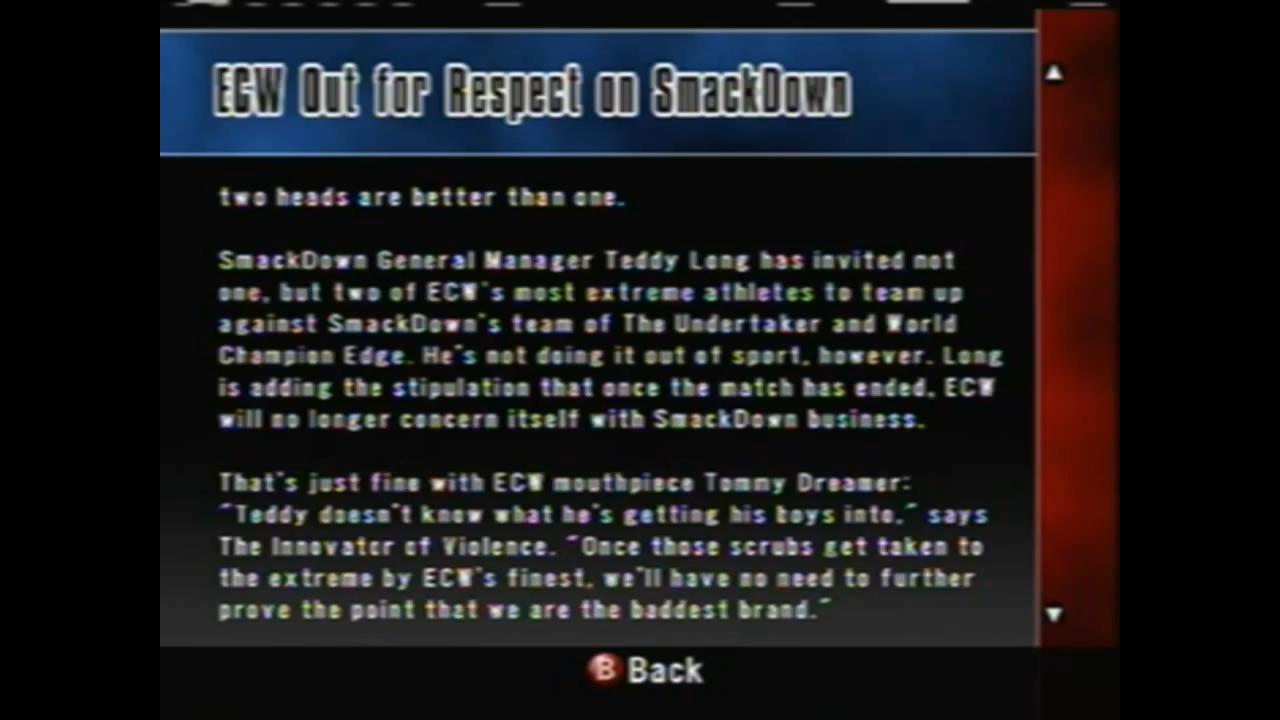 ECW Out for Respect on SmackDown
two heads are better than one.
SmackDown General Manager Teddy Long has invited not
one, but two of ECW's most extreme athletes to team up
against SmackDown's team of The Undertaker and World
Champion Edge. He's not doing it out of sport, however. Long
is adding the stipulation that once the match has ended, ECW
will no longer concern itself with SmackDown business.
That's just fine with ECW mouthpiece Tommy Dreamer:
"Teddy doesn't know what he's getting his boys into," says
The Innovator of Violence. "Once those scrubs get taken to
the extreme by ECW's finest, we'll have no need to further
prove the point that we are the baddest brand."
B Back